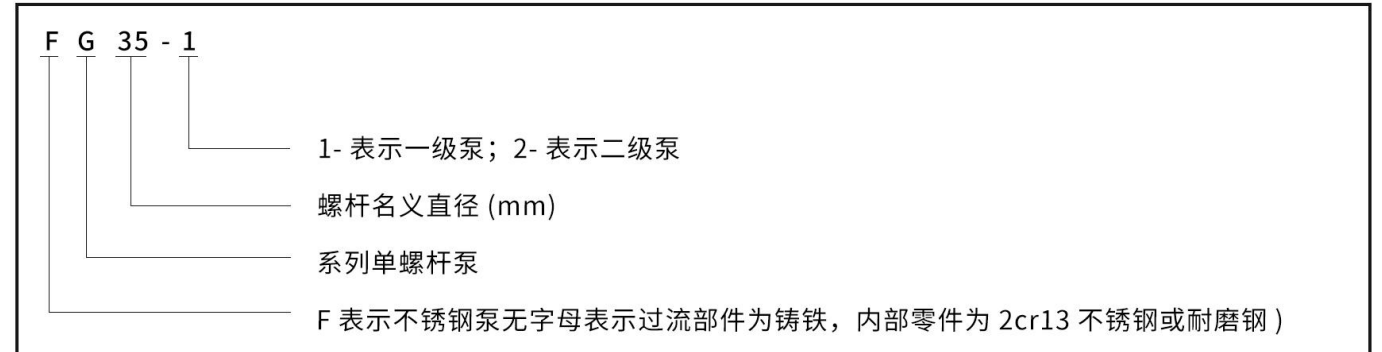 F G 35 - 1
1- 表示一级泵；2- 表示二级泵
螺杆名义直径 (mm)
系列单螺杆泵
F 表示不锈钢泵无字母表示过流部件为铸铁，内部零件为 2cr13 不锈钢或耐磨钢 )